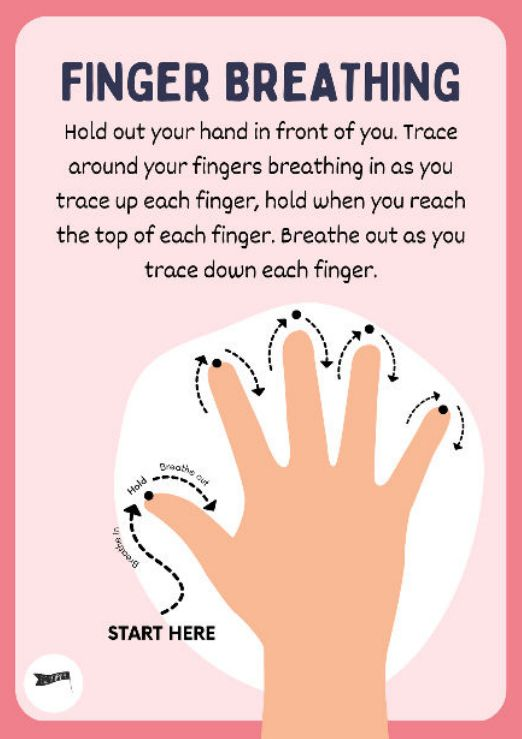 FINGER BREATHING
Hold out your hand in front of you. Trace
around your fingers breathing in as you
trace up each finger, hold when you reach
the top of each finger. Breathe out as you
trace down each finger.
Hold
Breathe out
Breathe in
START HERE